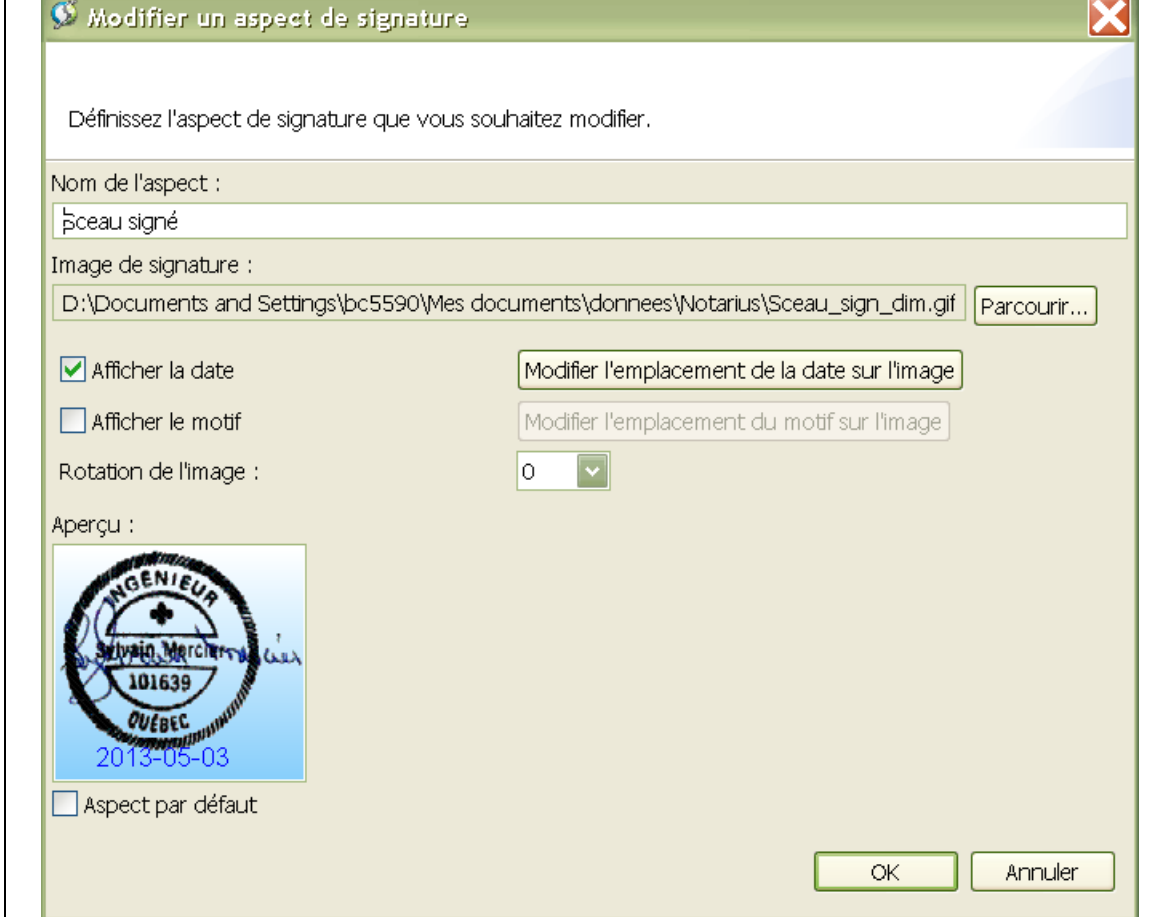 Modifier un aspect de signature
Définissez l'aspect de signature que vous souhaitez modifier.
Nom de l'aspect :
Sceau signé
Image de signature :
D:\Documents and Settings\bc5590\Mes documents\donnees\Notarius\Sceau_sign_dim.gif
Parcourir...
Afficher la date
Modifier l'emplacement de la date sur l'image
Afficher le motif
Modifier l'emplacement du motif sur l'image
Rotation de l'image :
0
Aperçu :
INGÉNIEUR
Sylvain Mercier
101639
QUÉBEC
2013-05-03
Aspect par défaut
OK
Annuler